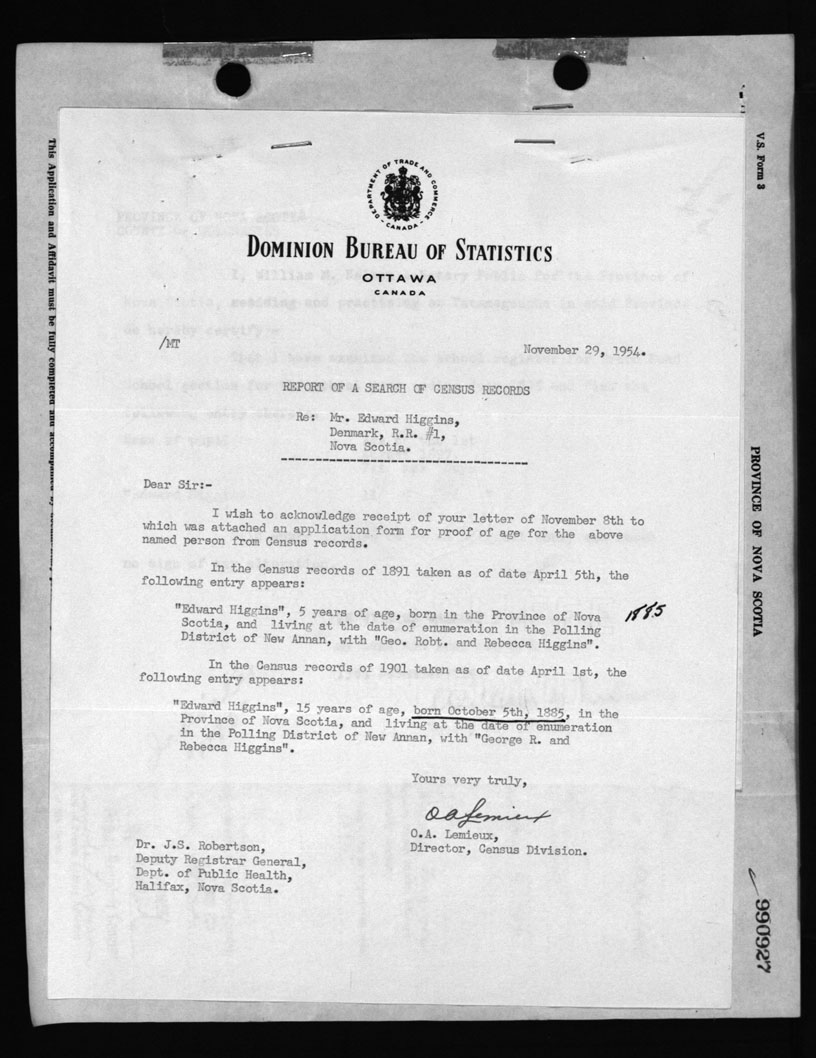 V.S. Form 3
This Application and Affidavit must be fully completed and accompanied by
DEPARTMENT OF TRADE AND COMMERCE
- CANADA -
DOMINION BUREAU OF STATISTICS
OTTAWA
CANADA
/MT
November 29, 1954.
REPORT OF A SEARCH OF CENSUS RECORDS
Re: Mr. Edward Higgins,
Denmark, R.R. #1,
Nova Scotia.
Dear Sir:-
I wish to acknowledge receipt of your letter of November 8th to
which was attached an application form for proof of age for the above
named person from Census records.
In the Census records of 1891 taken as of date April 5th, the
following entry appears:
"Edward Higgins", 5 years of age, born in the Province of Nova
Scotia, and living at the date of enumeration in the Polling
District of New Annan, with "Geo. Robt. and Rebecca Higgins".
1885
In the Census records of 1901 taken as of date April 1st, the
following entry appears:
"Edward Higgins", 15 years of age, born October 5th, 1885, in the
Province of Nova Scotia, and living at the date of enumeration
in the Polling District of New Annan, with "George R. and
Rebecca Higgins".
Yours very truly,
OA Lemieux
O.A. Lemieux,
Director, Census Division.
Dr. J.S. Robertson,
Deputy Registrar General,
Dept. of Public Health,
Halifax, Nova Scotia.
PROVINCE OF NOVA SCOTIA
990927